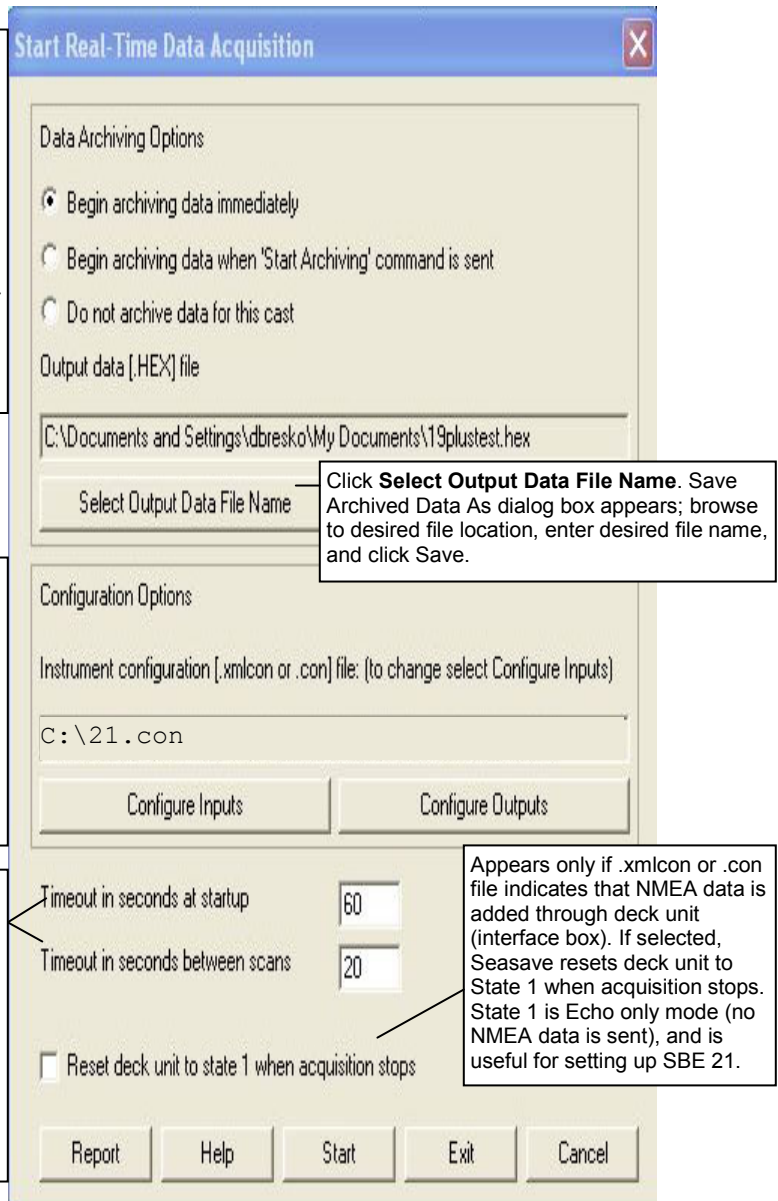 Start Real-Time Data Acquisition
Data Archiving Options
Begin archiving data immediately
Begin archiving data when 'Start Archiving' command is sent
Do not archive data for this cast
Output data [.HEX] file
C:\Documents and Settings\dbresko\My Documents\19plustest.hex
Select Output Data File Name
Click Select Output Data File Name. Save
Archived Data As dialog box appears; browse
to desired file location, enter desired file name,
and click Save.
Configuration Options
Instrument configuration [.xmlcon or .con] file: (to change select Configure Inputs)
C:\21.con
Configure Inputs
Configure Outputs
Timeout in seconds at startup
60
Timeout in seconds between scans
20
Appears only if .xmlcon or .con
file indicates that NMEA data is
added through deck unit
(interface box). If selected,
Seasave resets deck unit to
State 1 when acquisition stops.
State 1 is Echo only mode (no
NMEA data is sent), and is
useful for setting up SBE 21.
Reset deck unit to state 1 when acquisition stops
Report
Help
Start
Exit
Cancel